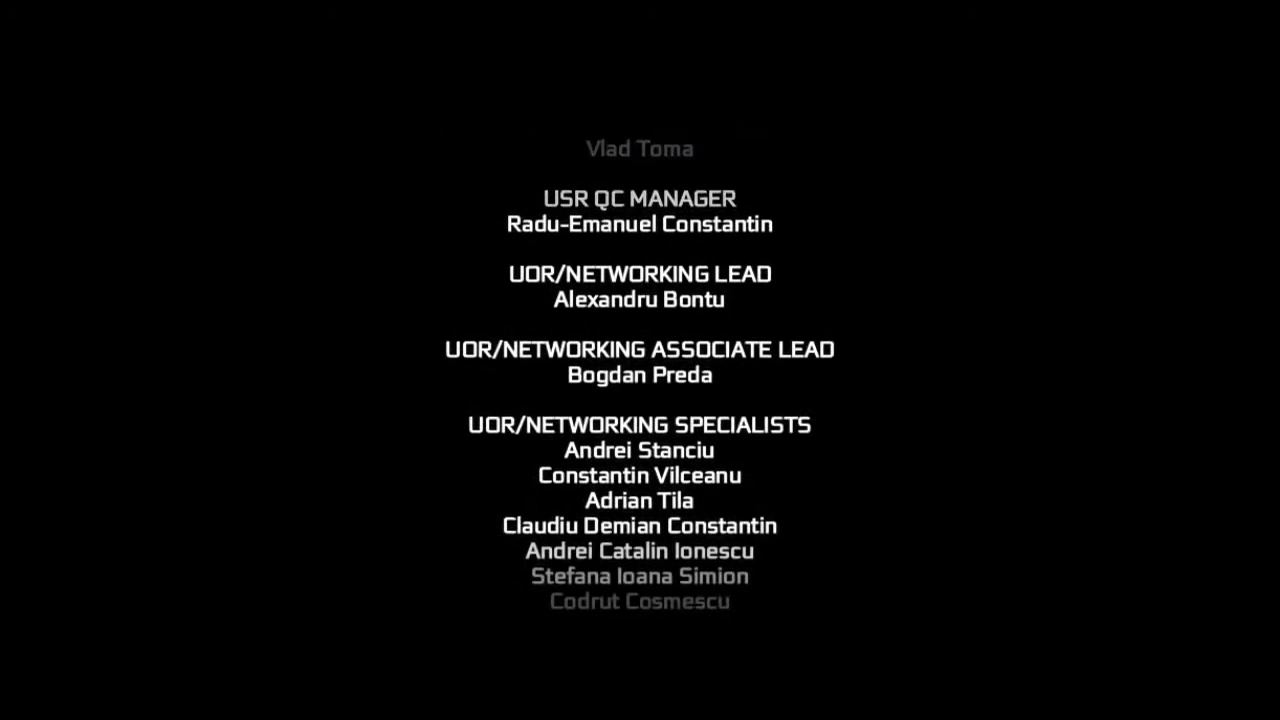 Vlad Toma
USR QC MANAGER
Radu-Emanuel Constantin
UOR/NETWORKING LEAD
Alexandru Bontu
UOR/NETWORKING ASSOCIATE LEAD
Bogdan Preda
UOR/NETWORKING SPECIALISTS
Andrei Stanciu
Constantin Vilceanu
Adrian Tila
Claudiu Demian Constantin
Andrei Catalin Ionescu
Stefana Ioana Simion
Codrut Cosmescu